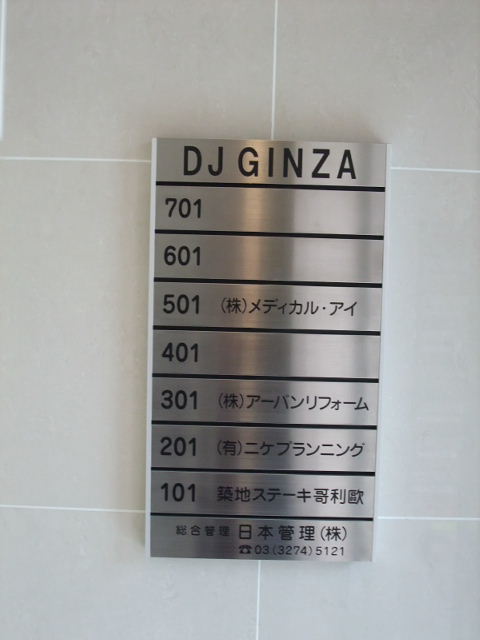 DJ GINZA
701
601
501 (株)メディカル・アイ
401
301 (株)アーバンリフォーム
201 (有)ニケプランニング
101 築地ステーキ哥利歐
総合管理 日本管理(株)
☎03(3274)5121